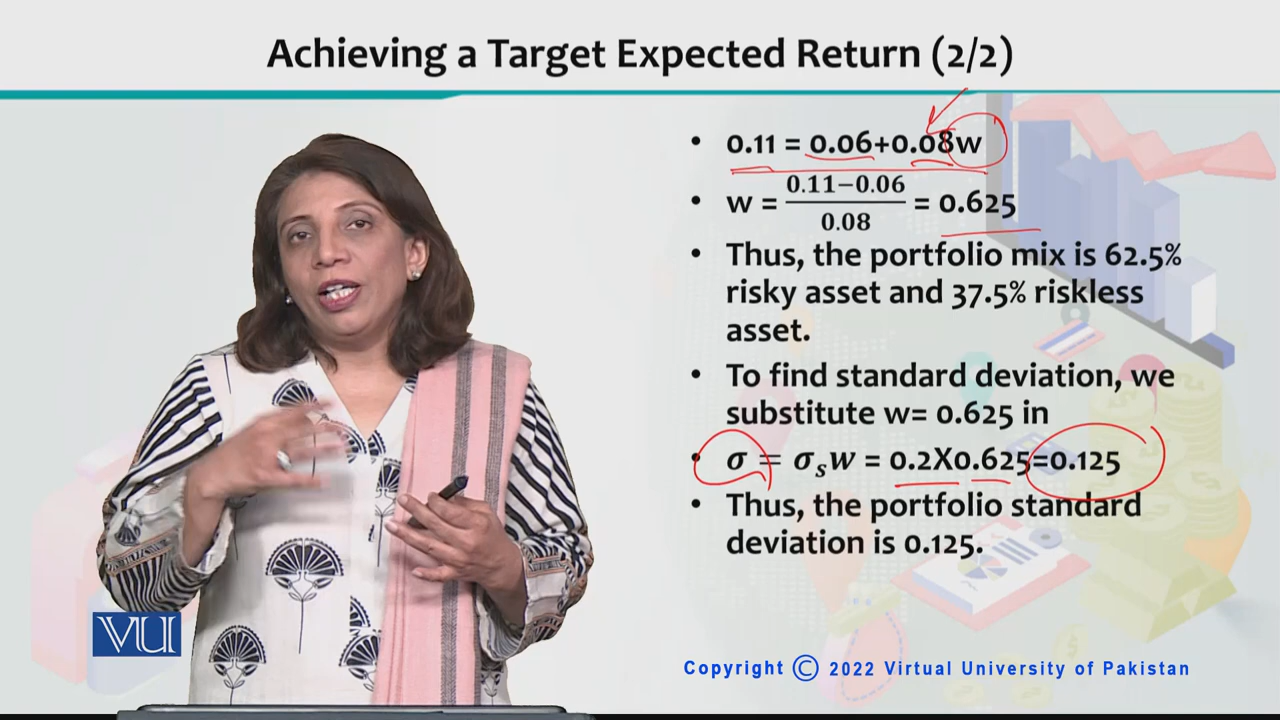 Achieving a Target Expected Return (2/2)
• 0.11 = 0.06+0.08w
• w = \frac{0.11−0.06}{0.08} = 0.625
• Thus, the portfolio mix is 62.5%
risky asset and 37.5% riskless
asset.
• To find standard deviation, we
substitute w= 0.625 in
• σ = σₛw = 0.2X0.625=0.125
• Thus, the portfolio standard
deviation is 0.125.
VU
Copyright © 2022 Virtual University of Pakistan